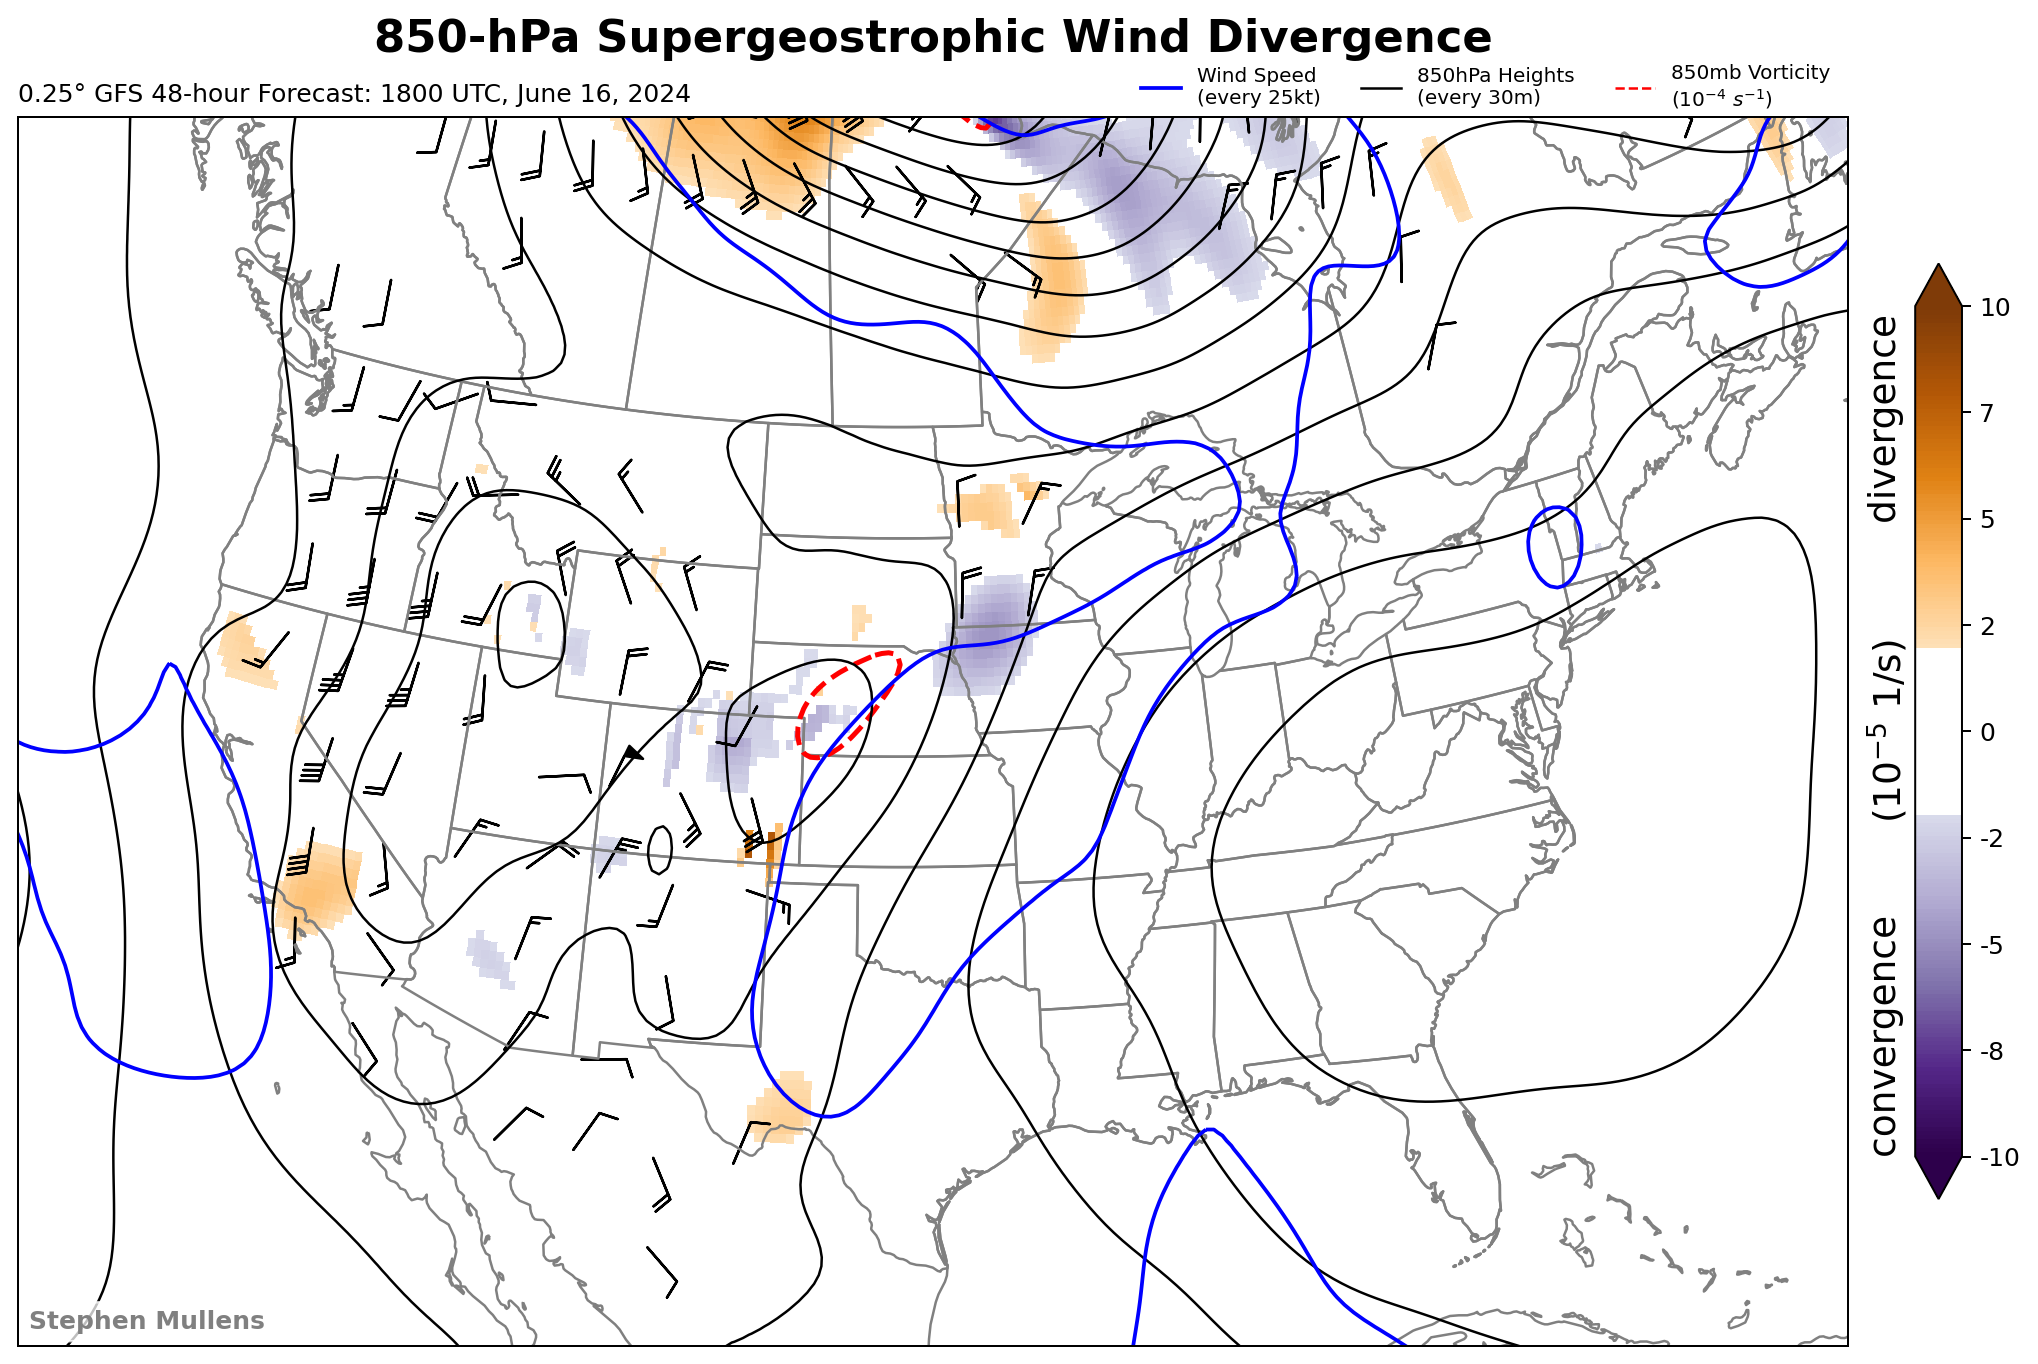 850-hPa Supergeostrophic Wind Divergence
0.25° GFS 48-hour Forecast: 1800 UTC, June 16, 2024
Wind Speed
(every 25kt)
850hPa Heights
(every 30m)
850mb Vorticity
(10⁻⁴ s⁻¹)
10
7
5
2
0
-2
-5
-8
-10
convergence (10⁻⁵ 1/s) divergence
Stephen Mullens